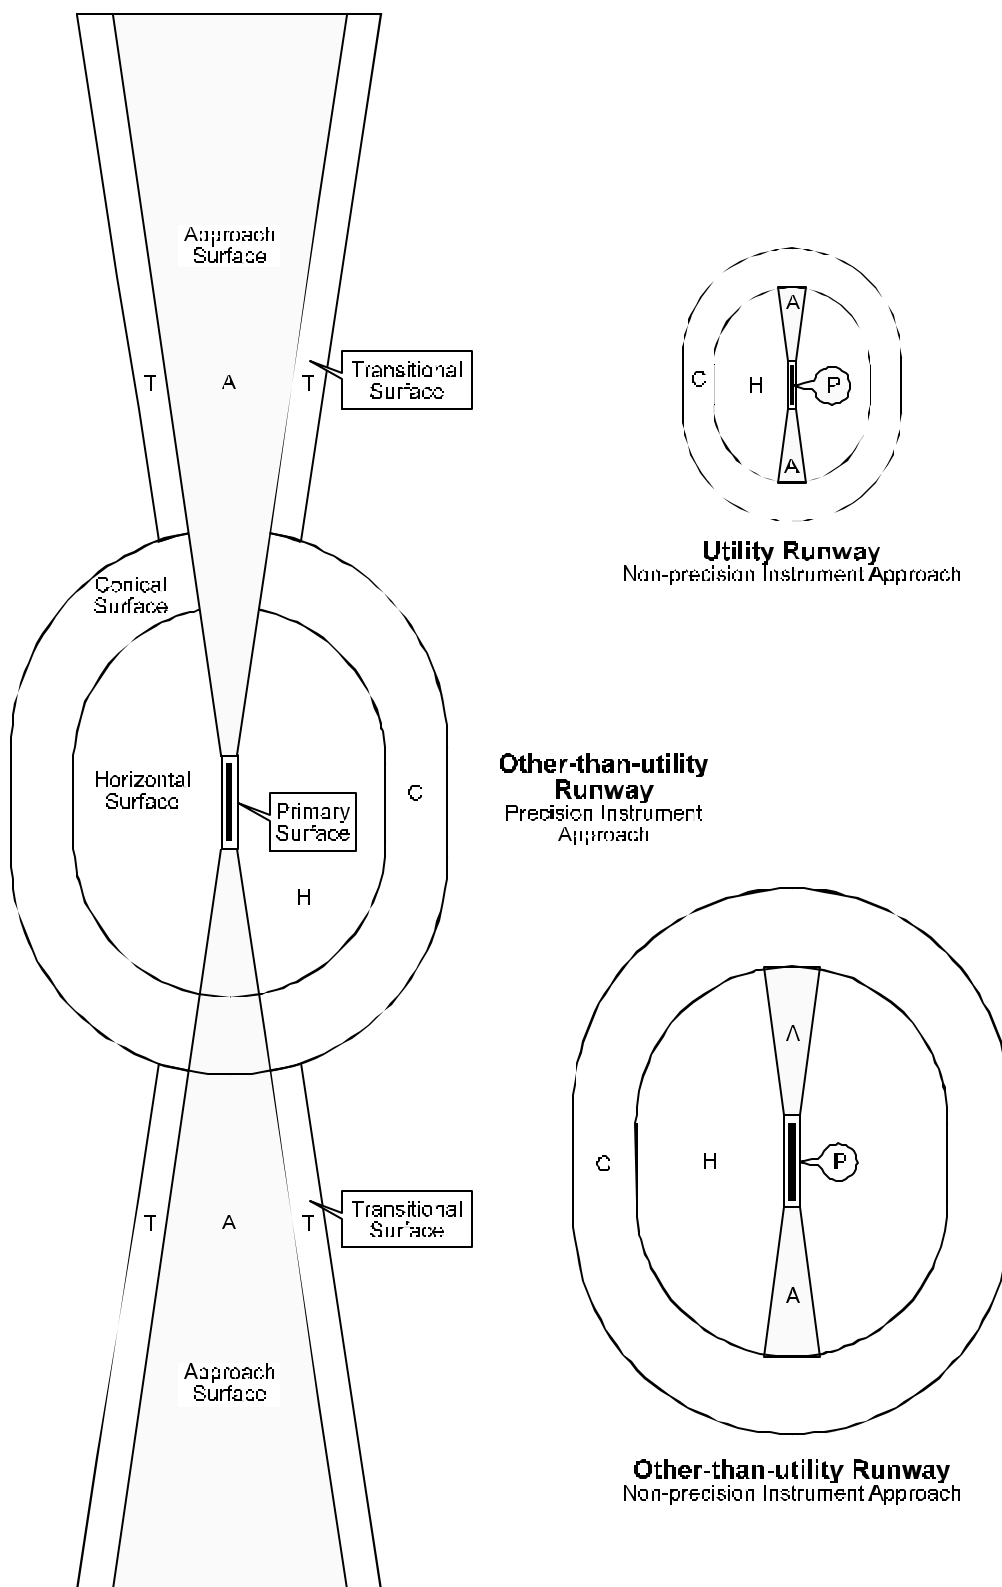 Approach
Surface
T
A
T
Transitional
Surface
Conical
Surface
Horizontal
Surface
Primary
Surface
C
H
T
A
T
Transitional
Surface
Approach
Surface
A
C
H
P
A
Utility Runway
Non-precision Instrument Approach
Other-than-utility
Runway
Precision Instrument
Approach
A
C
H
P
A
Other-than-utility Runway
Non-precision Instrument Approach